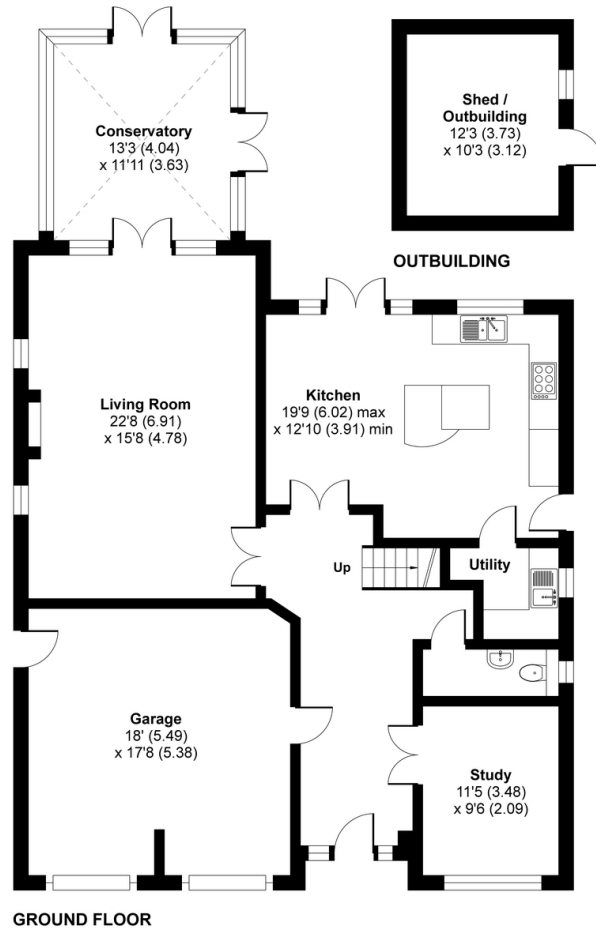 Conservatory
13'3 (4.04)
x 11'11 (3.63)
Shed /
Outbuilding
12'3 (3.73)
x 10'3 (3.12)
OUTBUILDING
Living Room
22'8 (6.91)
x 15'8 (4.78)
Kitchen
19'9 (6.02) max
x 12'10 (3.91) min
Up
Utility
Garage
18' (5.49)
x 17'8 (5.38)
Study
11'5 (3.48)
x 9'6 (2.09)
GROUND FLOOR